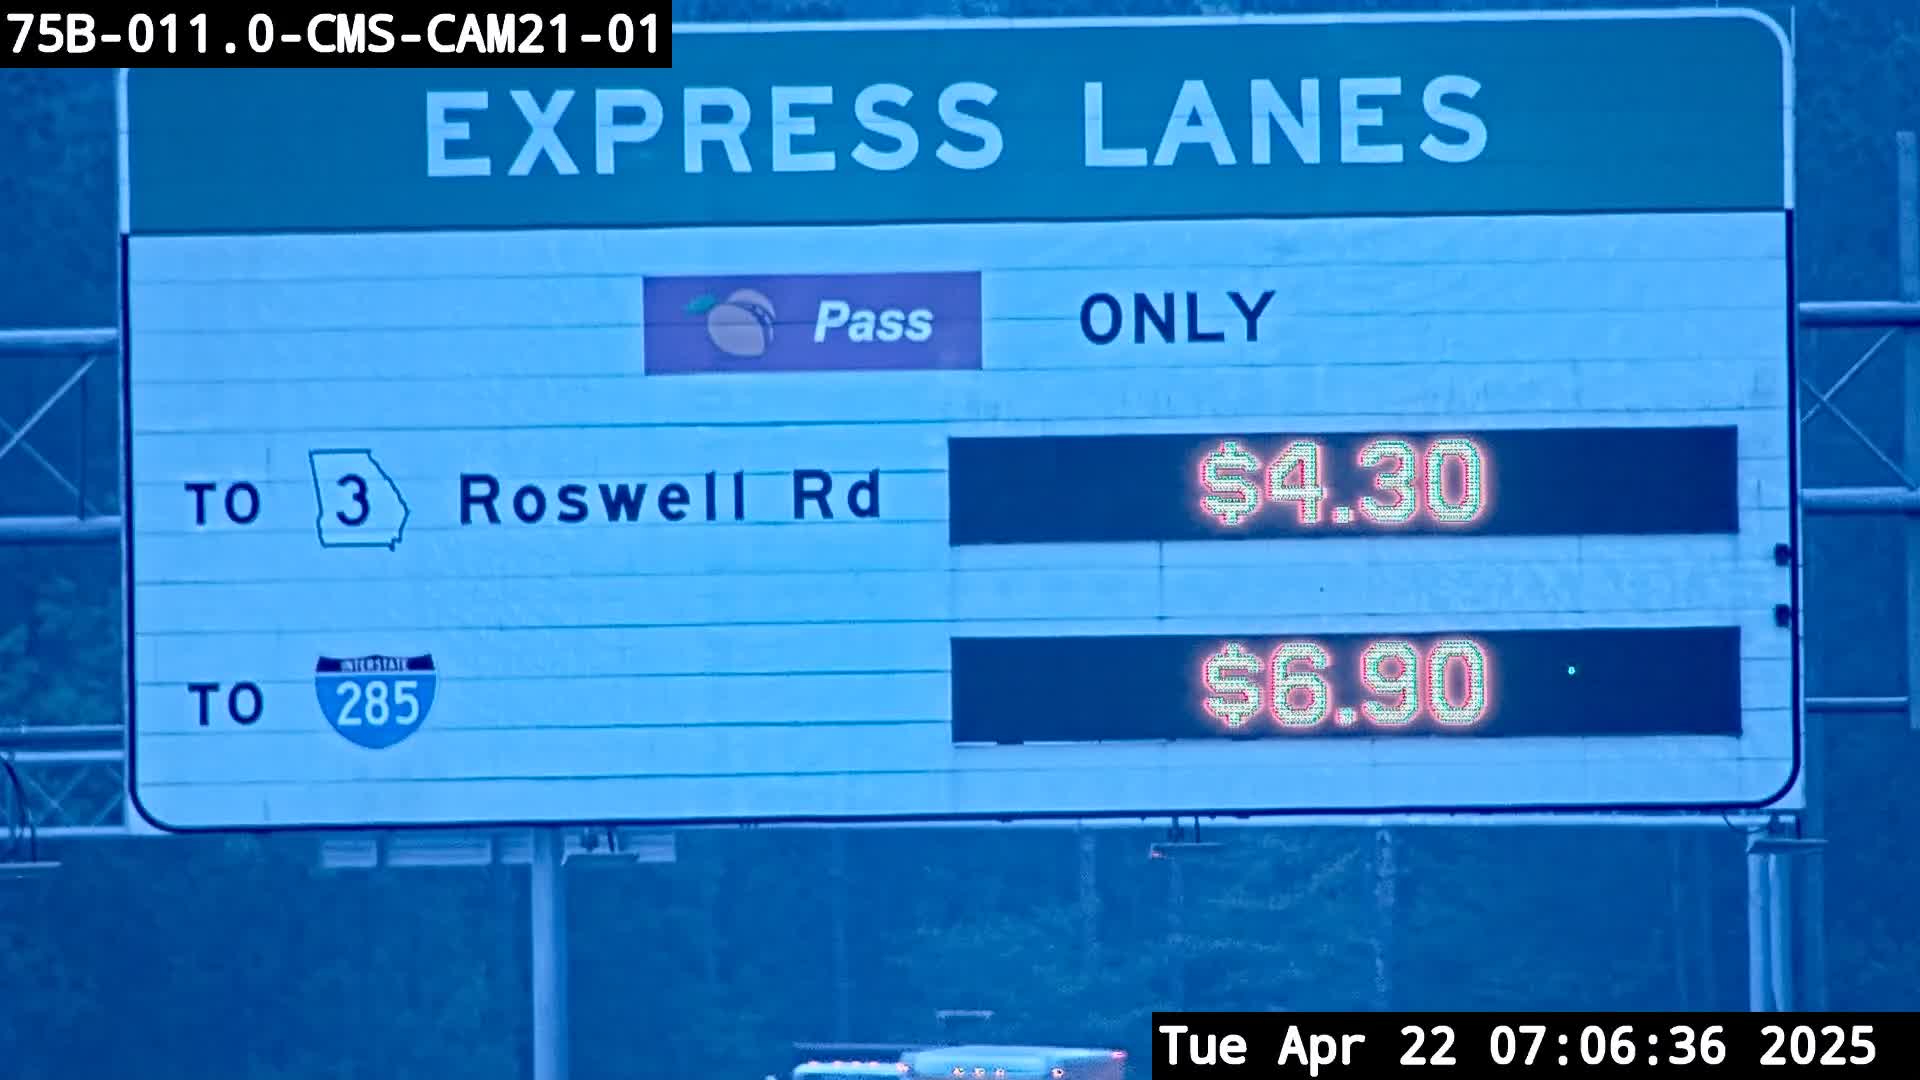 75B-011.0-CMS-CAM21-01
EXPRESS LANES
Pass ONLY
TO 3 Roswell Rd $4.30
INTERSTATE
TO 285 $6.90
Tue Apr 22 07:06:36 2025